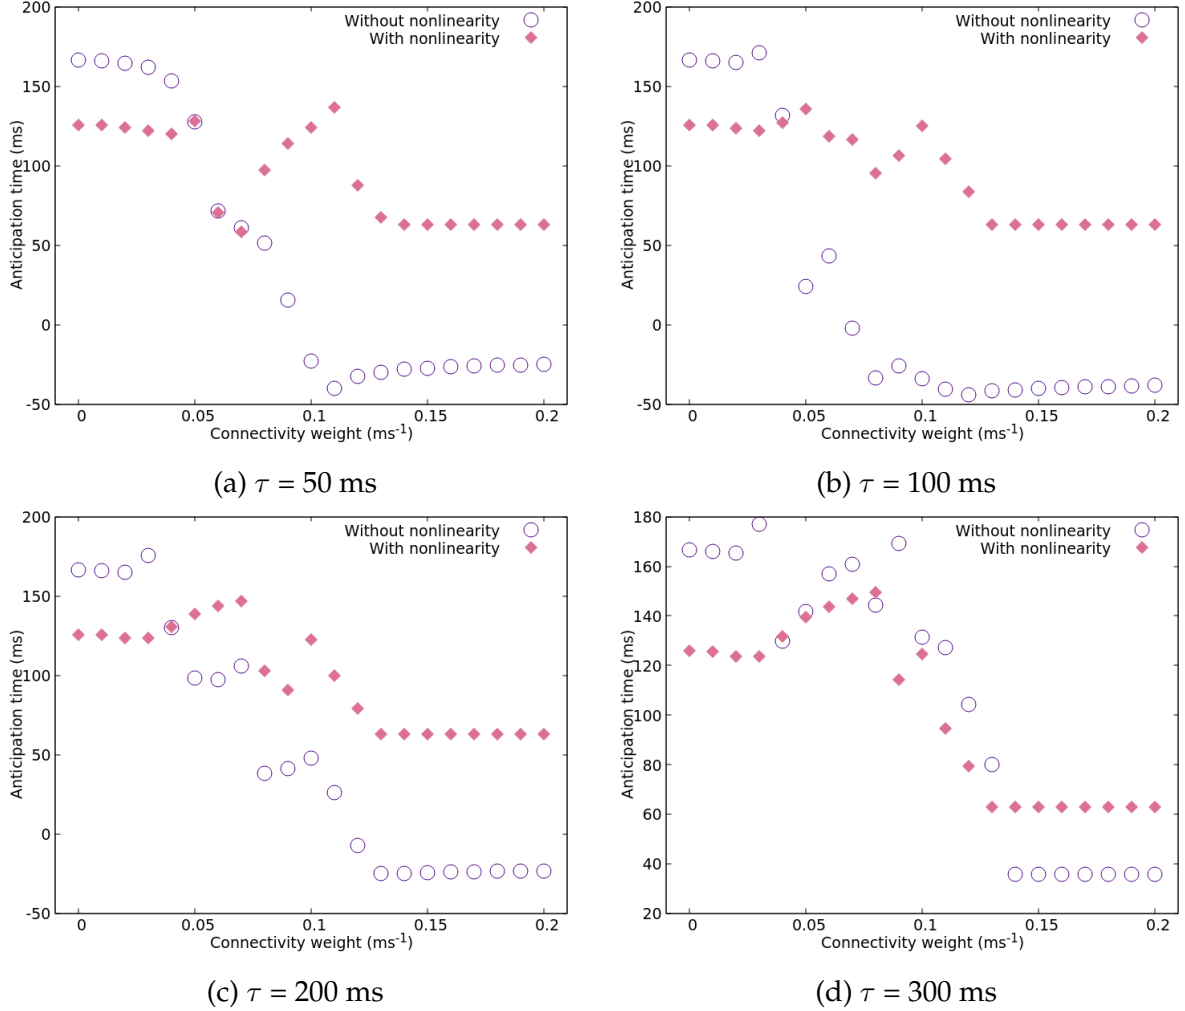 200
150
100
50
0
-50
Anticipation time (ms)
Without nonlinearity
With nonlinearity
0 0.05 0.1 0.15 0.2
Connectivity weight (ms-1)
(a) τ = 50 ms
200
150
100
50
0
-50
Anticipation time (ms)
Without nonlinearity
With nonlinearity
0 0.05 0.1 0.15 0.2
Connectivity weight (ms-1)
(b) τ = 100 ms
200
150
100
50
0
-50
Anticipation time (ms)
Without nonlinearity
With nonlinearity
0 0.05 0.1 0.15 0.2
Connectivity weight (ms-1)
(c) τ = 200 ms
180
160
140
120
100
80
60
40
20
Anticipation time (ms)
Without nonlinearity
With nonlinearity
0 0.05 0.1 0.15 0.2
Connectivity weight (ms-1)
(d) τ = 300 ms